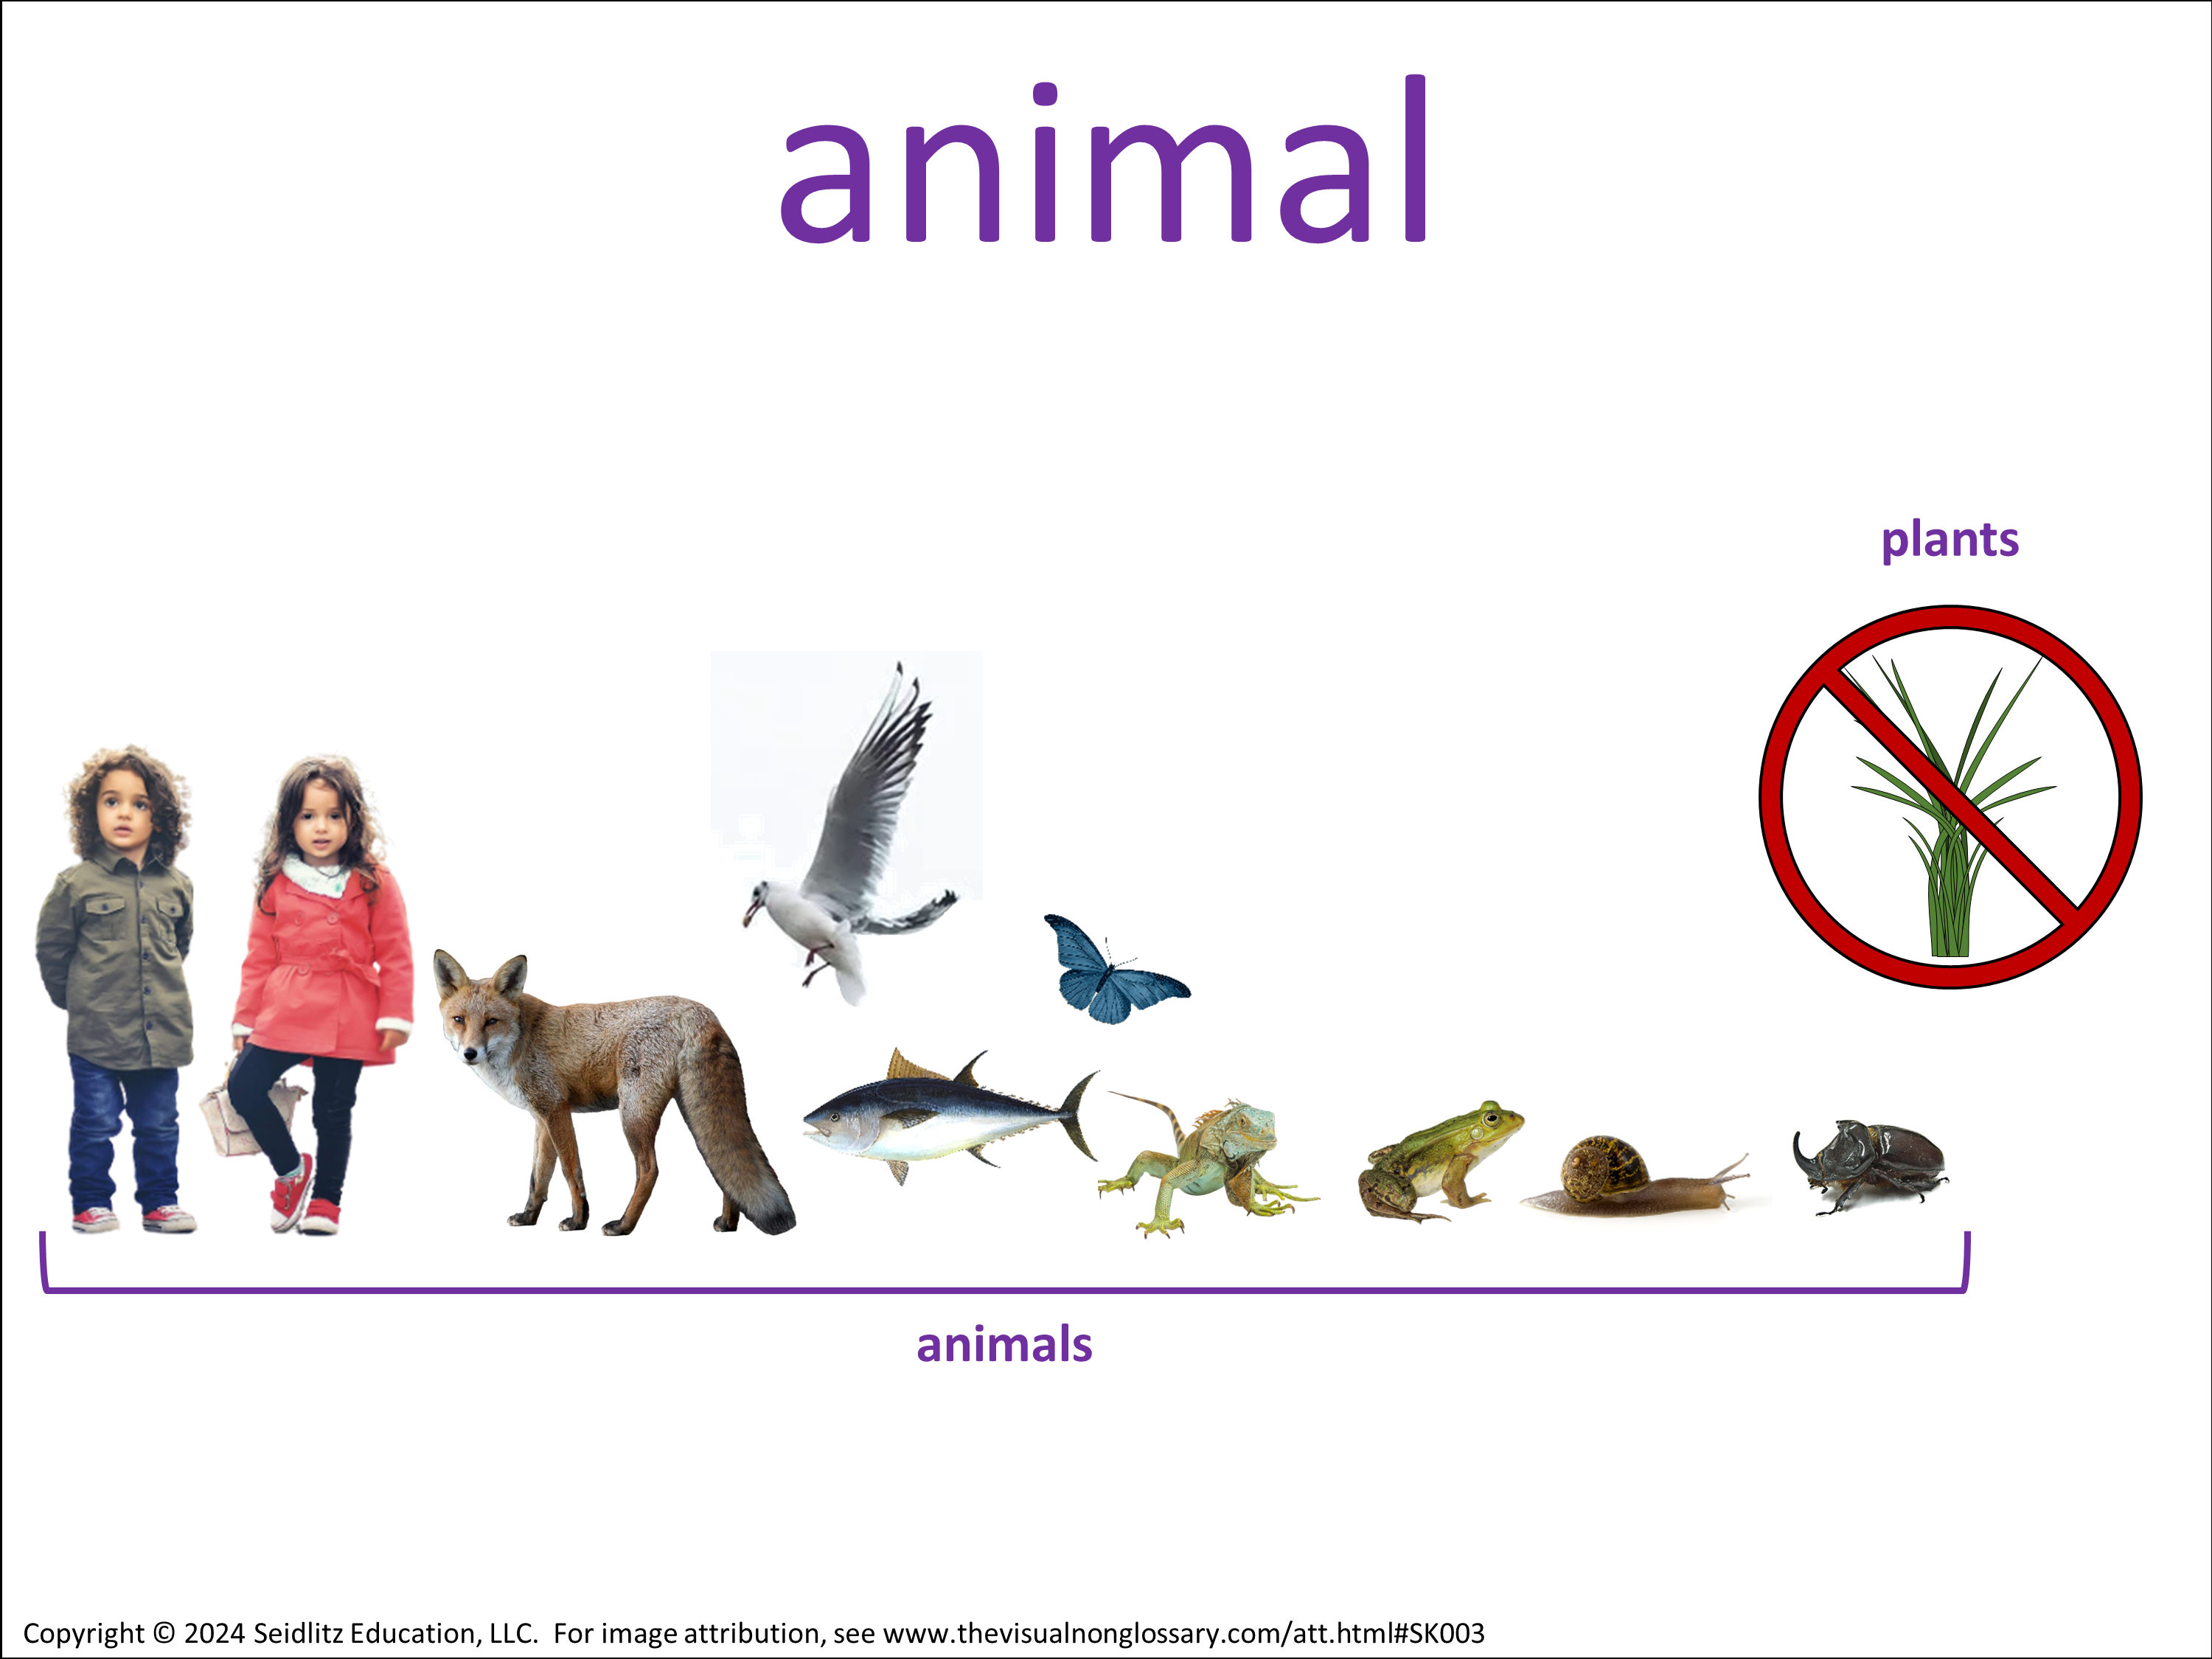 animal
plants
animals
Copyright © 2024 Seidlitz Education, LLC.  For image attribution, see www.thevisualnonglossary.com/att.html#SK003